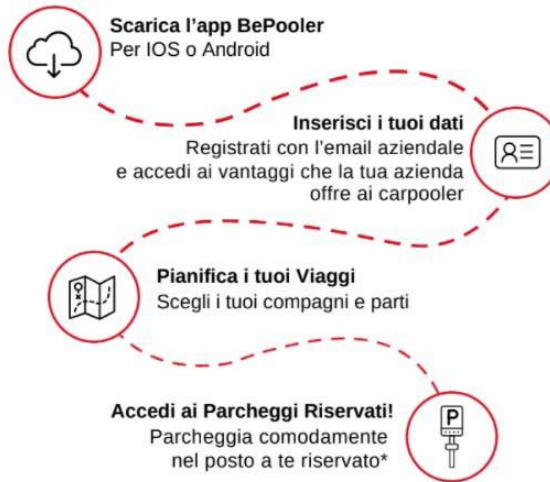 Scarica l’app BePooler
Per IOS o Android
Inserisci i tuoi dati
Registrati con l’email aziendale
e accedi ai vantaggi che la tua azienda
offre ai carpooler
Pianifica i tuoi Viaggi
Scegli i tuoi compagni e parti
Accedi ai Parcheggi Riservati!
Parcheggia comodamente
nel posto a te riservato*
P